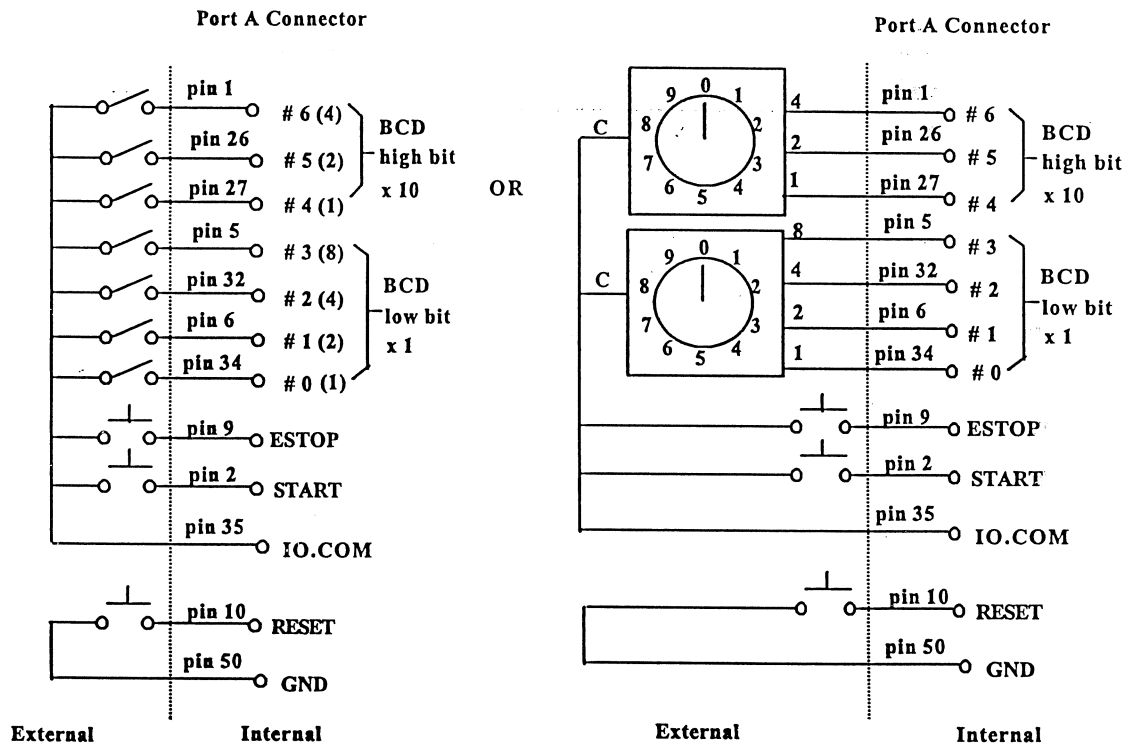 Port A Connector
pin 1
# 6 (4)
pin 26
# 5 (2)
pin 27
# 4 (1)
BCD
high bit
x 10
pin 5
# 3 (8)
pin 32
# 2 (4)
pin 6
# 1 (2)
pin 34
# 0 (1)
BCD
low bit
x 1
pin 9
ESTOP
pin 2
START
pin 35
IO.COM
pin 10
RESET
pin 50
GND
External
Internal
OR
Port A Connector
C
0
1
2
3
4
5
6
7
8
9
4
2
1
pin 1
# 6
pin 26
# 5
pin 27
# 4
BCD
high bit
x 10
C
0
1
2
3
4
5
6
7
8
9
8
4
2
1
pin 5
# 3
pin 32
# 2
pin 6
# 1
pin 34
# 0
BCD
low bit
x 1
pin 9
ESTOP
pin 2
START
pin 35
IO.COM
pin 10
RESET
pin 50
GND
External
Internal